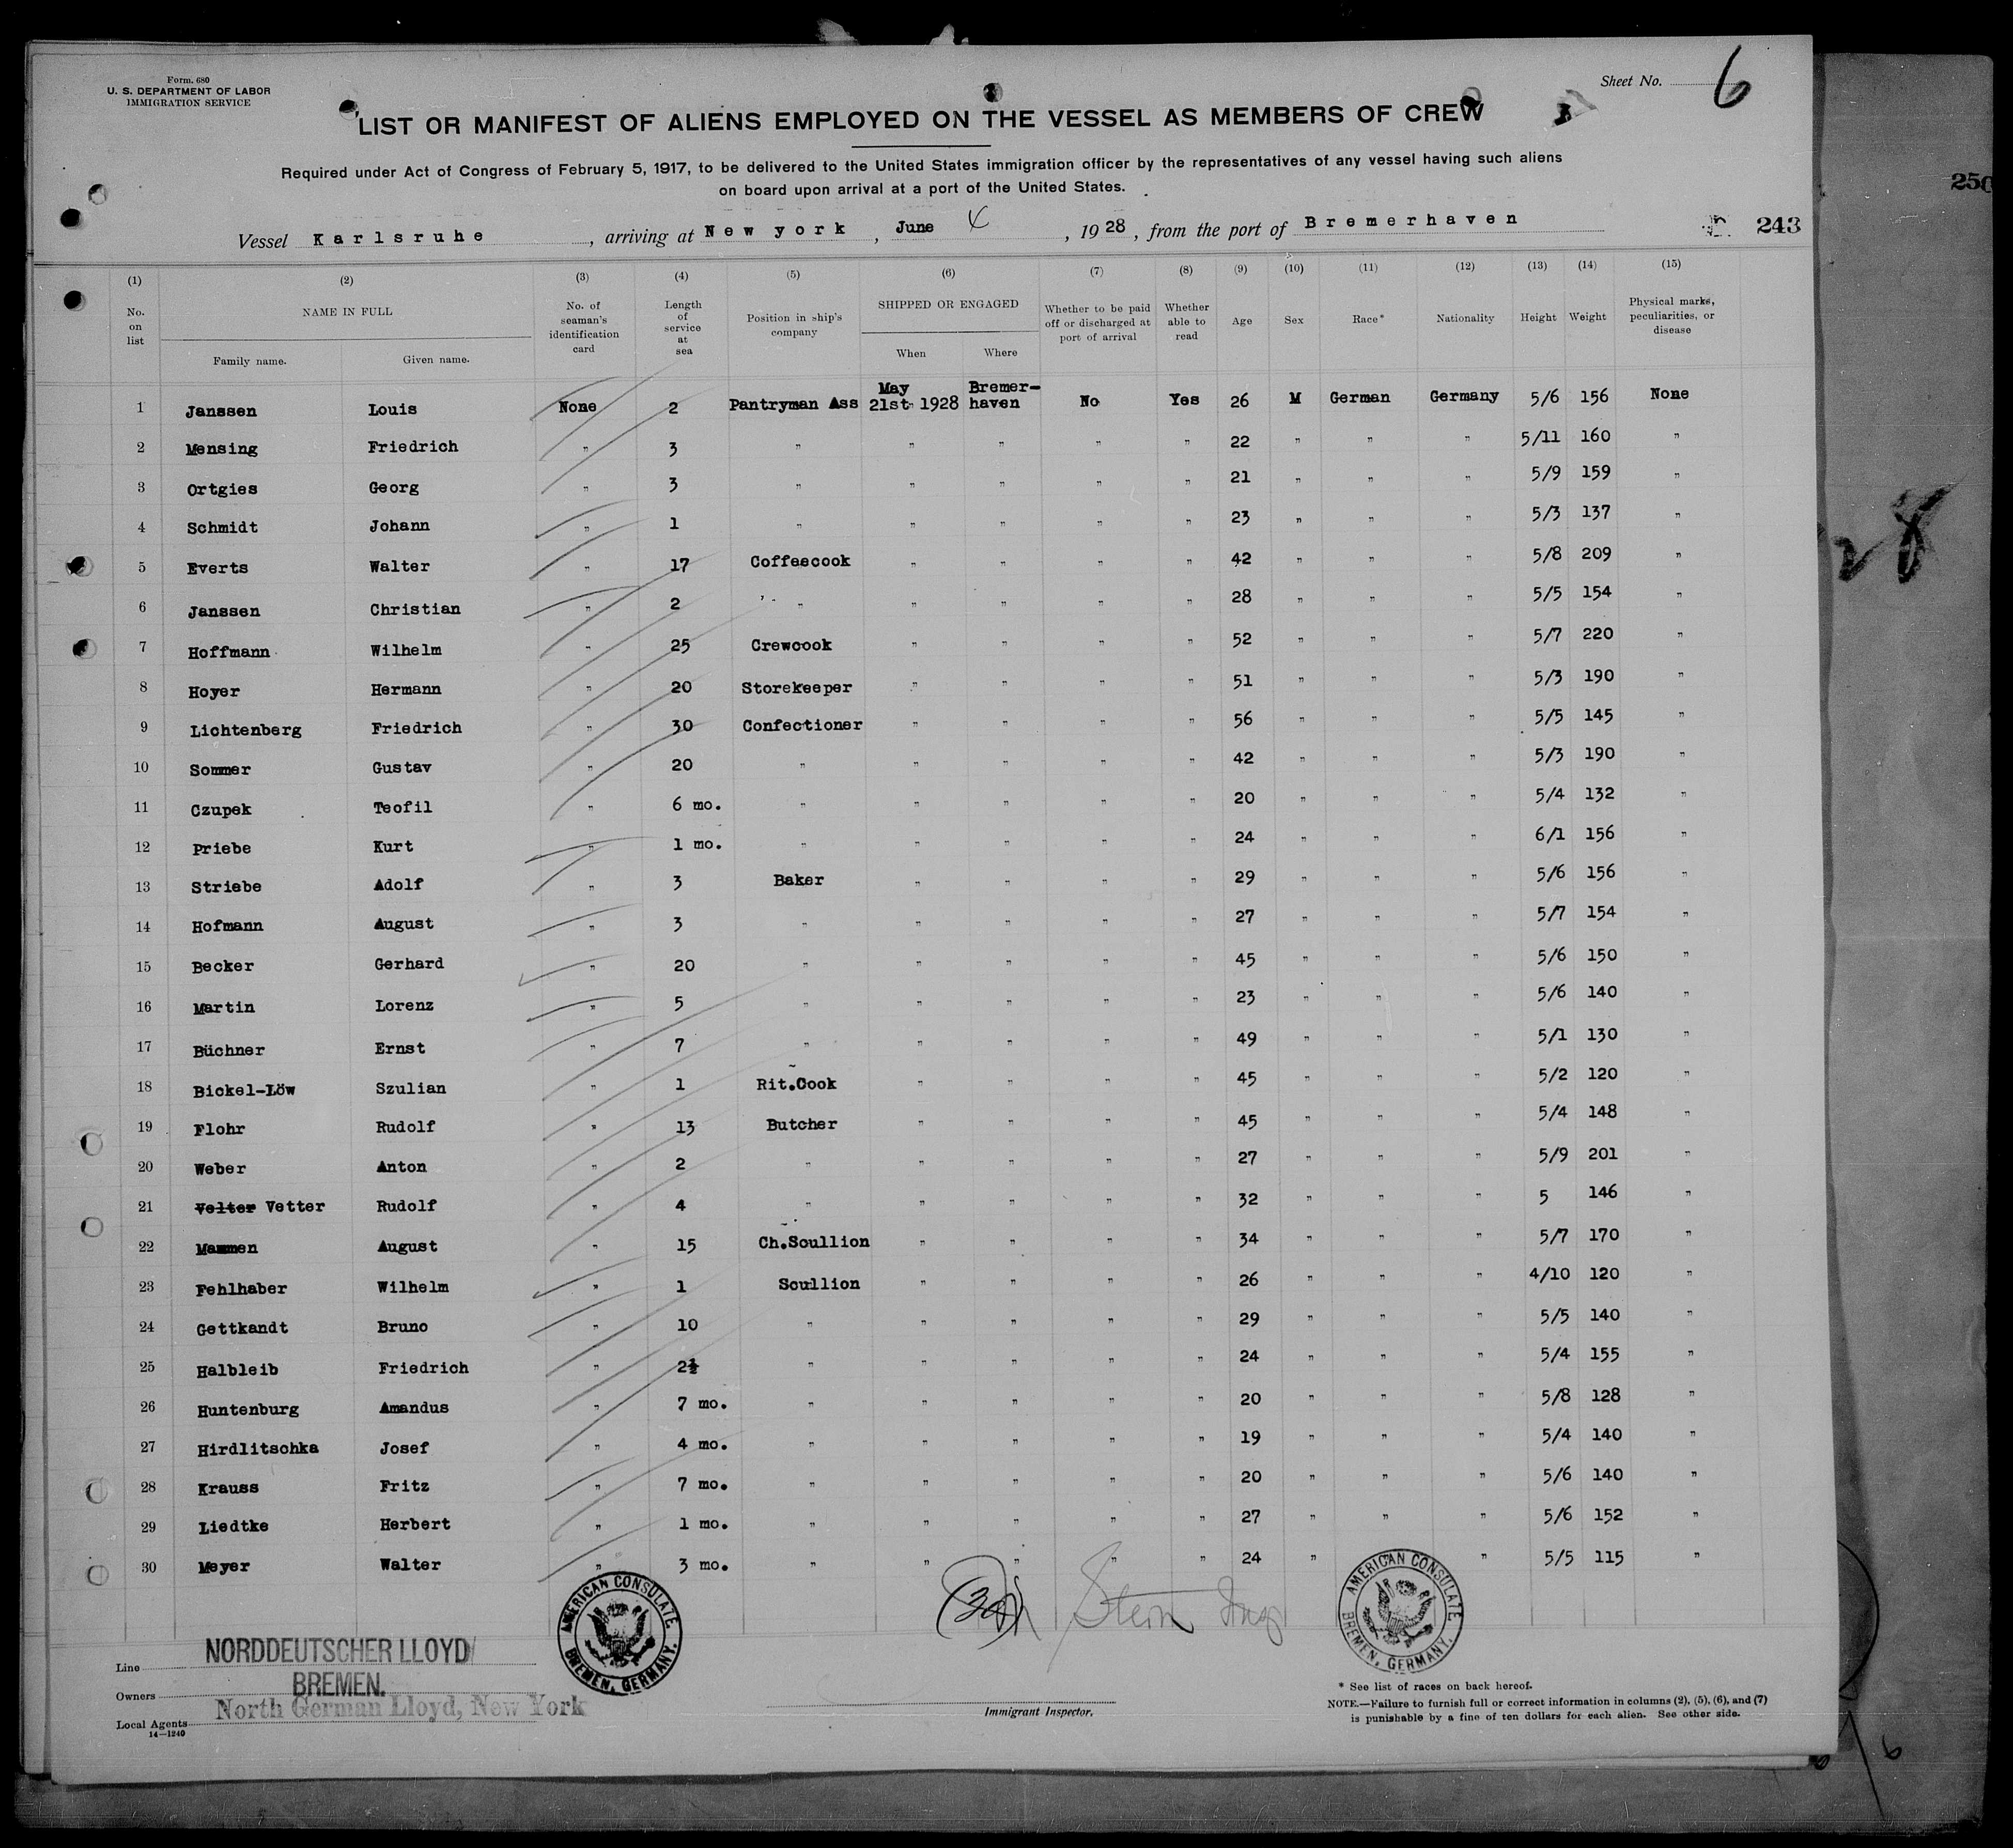 Form. 680
U. S. DEPARTMENT OF LABOR
IMMIGRATION SERVICE
Sheet No. 6
LIST OR MANIFEST OF ALIENS EMPLOYED ON THE VESSEL AS MEMBERS OF CREW
Required under Act of Congress of February 5, 1917, to be delivered to the United States immigration officer by the representatives of any vessel having such aliens
on board upon arrival at a port of the United States.
250
Vessel Karlsruhe, arriving at New york, June 4, 1928, from the port of Bremerhaven
243
(1) (2) (3) (4) (5) (6) (7) (8) (9) (10) (11) (12) (13) (14) (15)
No. on list NAME IN FULL Family name. Given name. No. of seaman's identification card Length of service at sea Position in ship's company SHIPPED OR ENGAGED When Where Whether to be paid off or discharged at port of arrival Whether able to read Age Sex Race* Nationality Height Weight Physical marks, peculiarities, or disease
1 Janssen Louis None 2 Pantryman Ass May 21st 1928 Bremer-haven No Yes 26 M German Germany 5/6 156 None
2 Mensing Friedrich " 3 " " " " " 22 " " " 5/11 160 "
3 Ortgies Georg " 3 " " " " " 21 " " " 5/9 159 "
4 Schmidt Johann " 1 " " " " " 23 " " " 5/3 137 "
5 Everts Walter " 17 Coffeecook " " " " 42 " " " 5/8 209 "
6 Janssen Christian " 2 " " " " " 28 " " " 5/5 154 "
7 Hoffmann Wilhelm " 25 Crewcook " " " " 52 " " " 5/7 220 "
8 Hoyer Hermann " 20 Storekeeper " " " " 51 " " " 5/3 190 "
9 Lichtenberg Friedrich " 30 Confectioner " " " " 56 " " " 5/5 145 "
10 Sommer Gustav " 20 " " " " " 42 " " " 5/3 190 "
11 Czupek Teofil " 6 mo. " " " " " 20 " " " 5/4 132 "
12 Priebe Kurt " 1 mo. " " " " " 24 " " " 6/1 156 "
13 Striebe Adolf " 3 Baker " " " " 29 " " " 5/6 156 "
14 Hofmann August " 3 " " " " " 27 " " " 5/7 154 "
15 Becker Gerhard " 20 " " " " " 45 " " " 5/6 150 "
16 Martin Lorenz " 5 " " " " " 23 " " " 5/6 140 "
17 Büchner Ernst " 7 " " " " " 49 " " " 5/1 130 "
18 Bickel-Löw Szulian " 1 Rit.Cook " " " " 45 " " " 5/2 120 "
19 Flohr Rudolf " 13 Butcher " " " " 45 " " " 5/4 148 "
20 Weber Anton " 2 " " " " " 27 " " " 5/9 201 "
21 Velter Vetter Rudolf " 4 " " " " " 32 " " " 5 146 "
22 Mammen August " 15 Ch.Scullion " " " " 34 " " " 5/7 170 "
23 Fehlhaber Wilhelm " 1 Scullion " " " " 26 " " " 4/10 120 "
24 Gettkandt Bruno " 10 " " " " " 29 " " " 5/5 140 "
25 Halbleib Friedrich " 2½ " " " " " 24 " " " 5/4 155 "
26 Huntenburg Amandus " 7 mo. " " " " " 20 " " " 5/8 128 "
27 Hirdlitschka Josef " 4 mo. " " " " " 19 " " " 5/4 140 "
28 Krauss Fritz " 7 mo. " " " " " 20 " " " 5/6 140 "
29 Liedtke Herbert " 1 mo. " " " " " 27 " " " 5/6 152 "
30 Meyer Walter " 3 mo. " " " " " 24 " " 5/5 115 "
AMERICAN CONSULATE, BREMEN, GERMANY.
Stern Insp
AMERICAN CONSULATE BREMEN, GERMANY.
Line NORDDEUTSCHER LLOYD
BREMEN.
Owners North German Lloyd, New York
Local Agents
14—1240
Immigrant Inspector.
* See list of races on back hereof.
NOTE.—Failure to furnish full or correct information in columns (2), (5), (6), and (7)
is punishable by a fine of ten dollars for each alien. See other side.
6